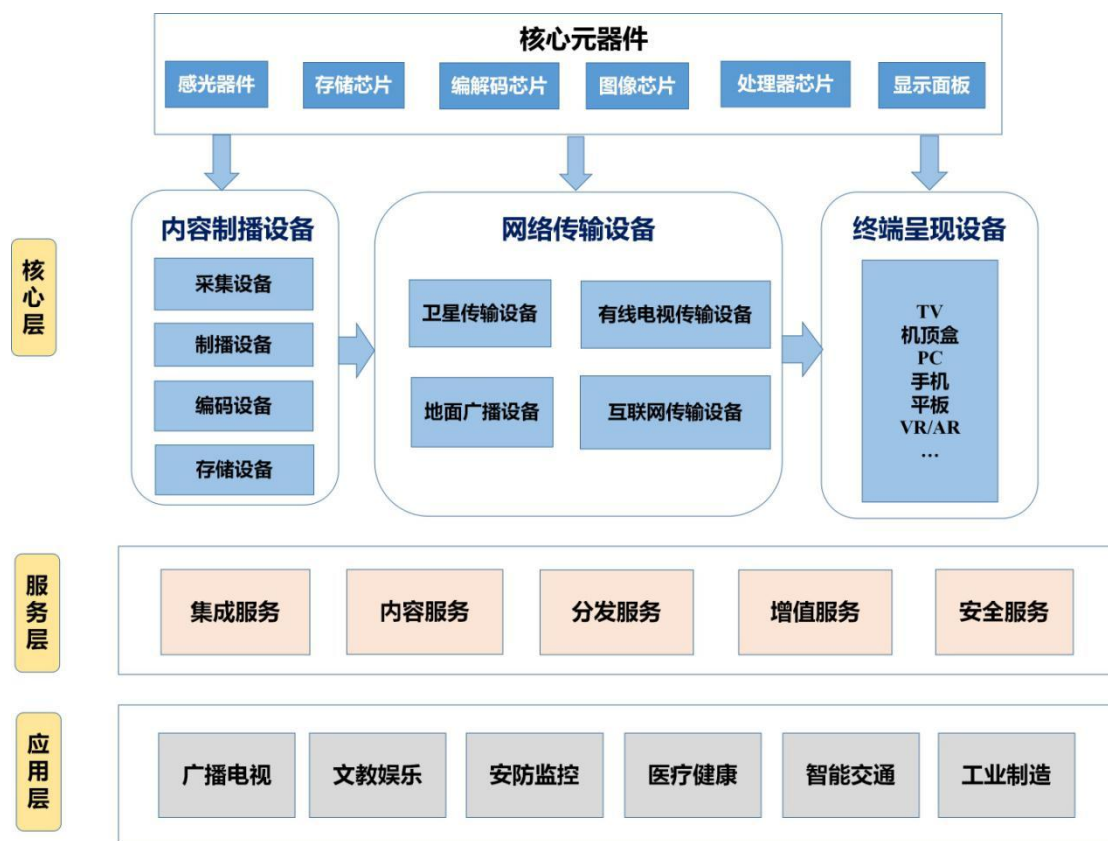 核心元器件
感光器件
存储芯片
编解码芯片
图像芯片
处理器芯片
显示面板
核心层
内容制播设备
采集设备
制播设备
编码设备
存储设备
网络传输设备
卫星传输设备
有线电视传输设备
地面广播设备
互联网传输设备
终端呈现设备
TV
机顶盒
PC
手机
平板
VR/AR
...
服务层
集成服务
内容服务
分发服务
增值服务
安全服务
应用层
广播电视
文教娱乐
安防监控
医疗健康
智能交通
工业制造